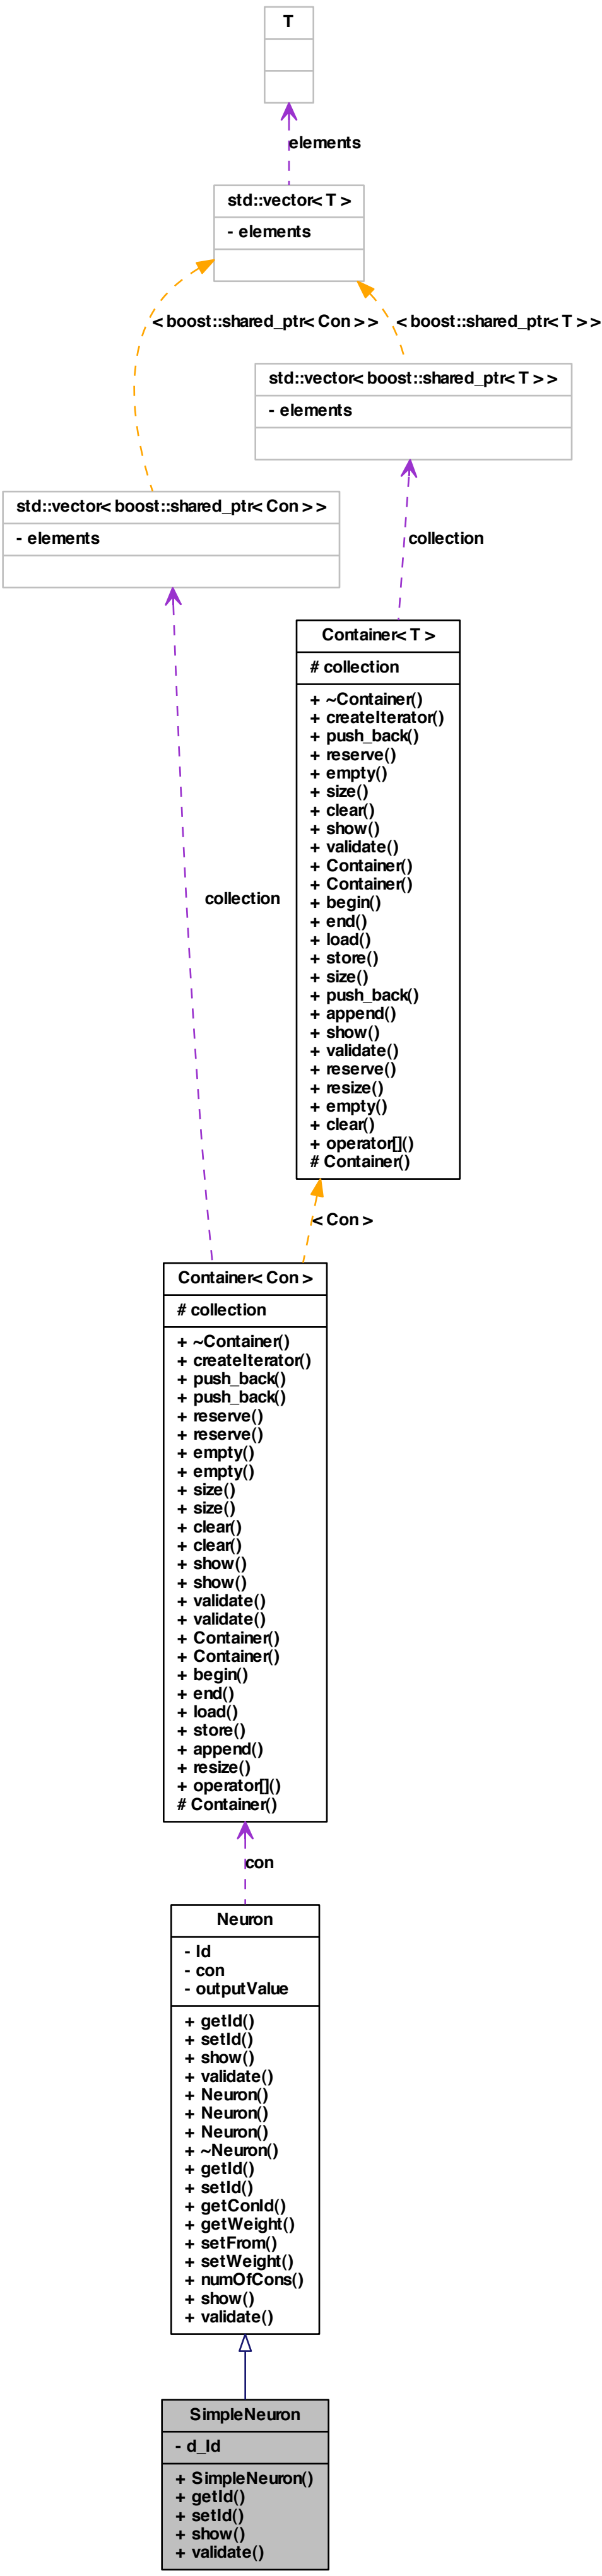 T
elements
std::vector< T >
- elements
< boost::shared_ptr< Con > >
< boost::shared_ptr< T > >
std::vector< boost::shared_ptr< T > >
- elements
std::vector< boost::shared_ptr< Con > >
- elements
collection
Container< T >
# collection
+ ~Container()
+ createIterator()
+ push_back()
+ reserve()
+ empty()
+ size()
+ clear()
+ show()
+ validate()
+ Container()
+ Container()
+ begin()
+ end()
+ load()
+ store()
+ size()
+ push_back()
+ append()
+ show()
+ validate()
+ reserve()
+ resize()
+ empty()
+ clear()
+ operator[]()
# Container()
collection
< Con >
Container< Con >
# collection
+ ~Container()
+ createIterator()
+ push_back()
+ push_back()
+ reserve()
+ reserve()
+ empty()
+ empty()
+ size()
+ size()
+ clear()
+ clear()
+ show()
+ show()
+ validate()
+ validate()
+ Container()
+ Container()
+ begin()
+ end()
+ load()
+ store()
+ append()
+ resize()
+ operator[]()
# Container()
con
Neuron
- Id
- con
- outputValue
+ getId()
+ setId()
+ show()
+ validate()
+ Neuron()
+ Neuron()
+ Neuron()
+ ~Neuron()
+ getId()
+ setId()
+ getConId()
+ getWeight()
+ setFrom()
+ setWeight()
+ numOfCons()
+ show()
+ validate()
SimpleNeuron
- d_Id
+ SimpleNeuron()
+ getId()
+ setId()
+ show()
+ validate()